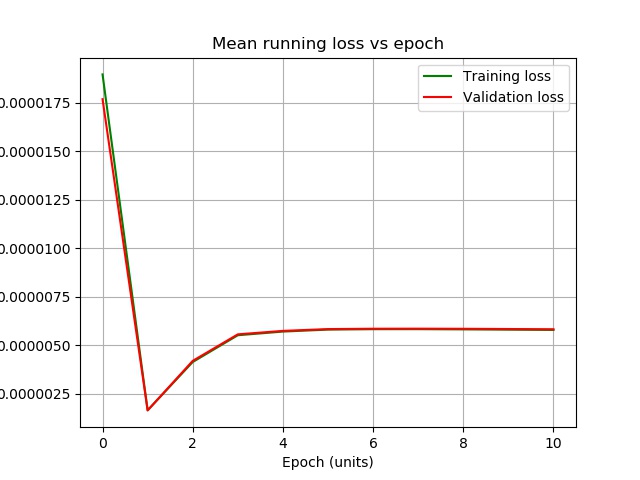 Mean running loss vs epoch
Training loss
Validation loss
0.0000175
0.0000150
0.0000125
0.0000100
0.0000075
0.0000050
0.0000025
0 2 4 6 8 10
Epoch (units)